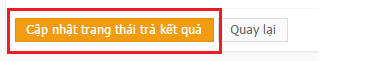 Cập nhật trạng thái trả kết quả Quay lại